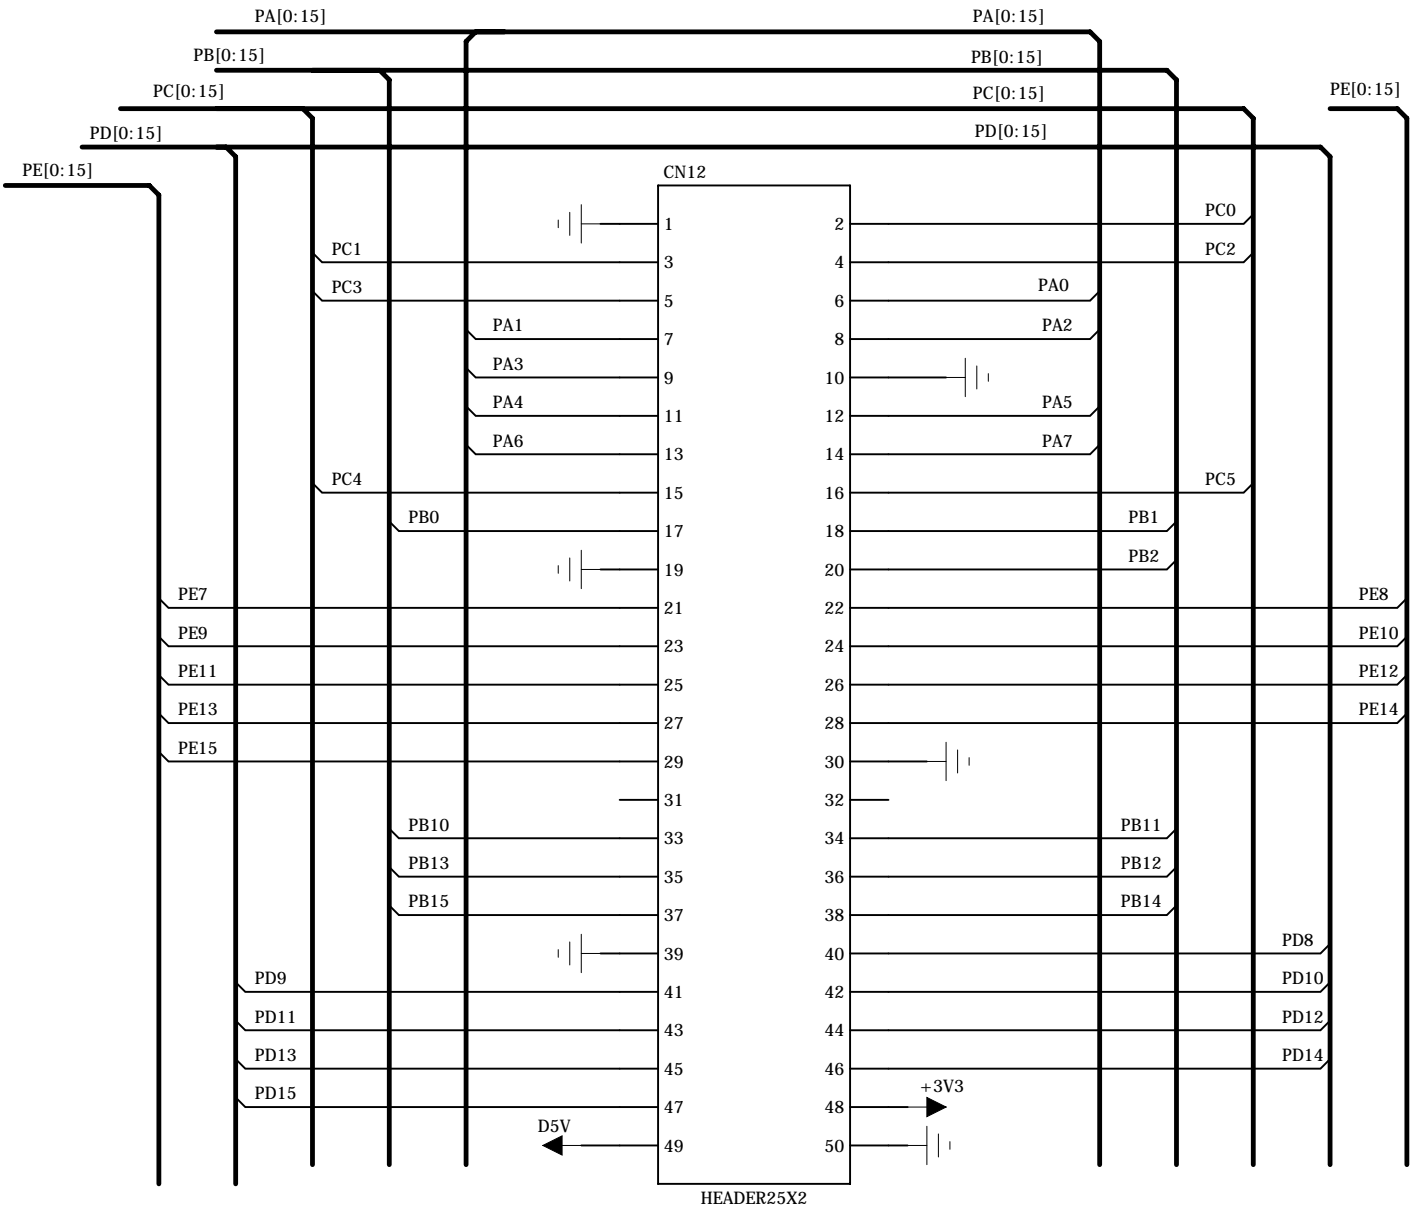 PA[0:15] PA[0:15]
PB[0:15] PB[0:15]
PC[0:15] PC[0:15] PE[0:15]
PD[0:15] PD[0:15]
PE[0:15]
CN12
1 2 PC0
PC1 3 4 PC2
PC3 5 6 PA0
PA1 7 8 PA2
PA3 9 10
PA4 11 12 PA5
PA6 13 14 PA7
PC4 15 16 PC5
PB0 17 18 PB1
19 20 PB2
PE7 21 22 PE8
PE9 23 24 PE10
PE11 25 26 PE12
PE13 27 28 PE14
PE15 29 30
31 32
PB10 33 34 PB11
PB13 35 36 PB12
PB15 37 38 PB14
39 40 PD8
PD9 41 42 PD10
PD11 43 44 PD12
PD13 45 46 PD14
PD15 47 48 +3V3
D5V 49 50
HEADER25X2